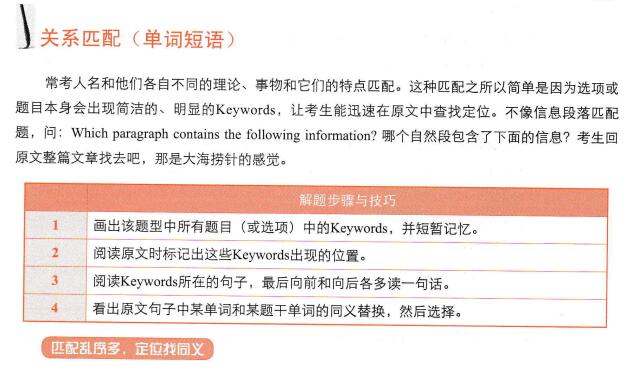 关系匹配（单词短语）
常考人名和他们各自不同的理论、事物和它们的特点匹配。这种匹配之所以简单是因为选项或
题目本身会出现简洁的、明显的Keywords，让考生能迅速在原文中查找定位。不像信息段落匹配
题，问：Which paragraph contains the following information? 哪个自然段包含了下面的信息？考生回
原文整篇文章找去吧，那是大海捞针的感觉。
解题步骤与技巧
1 画出该题型中所有题目（或选项）中的Keywords，并短暂记忆。
2 阅读原文时标记出这些Keywords出现的位置。
3 阅读Keywords所在的句子，最后向前和向后各多读一句话。
4 看出原文句子中某单词和某题干单词的同义替换，然后选择。
匹配乱序多，定位找同义